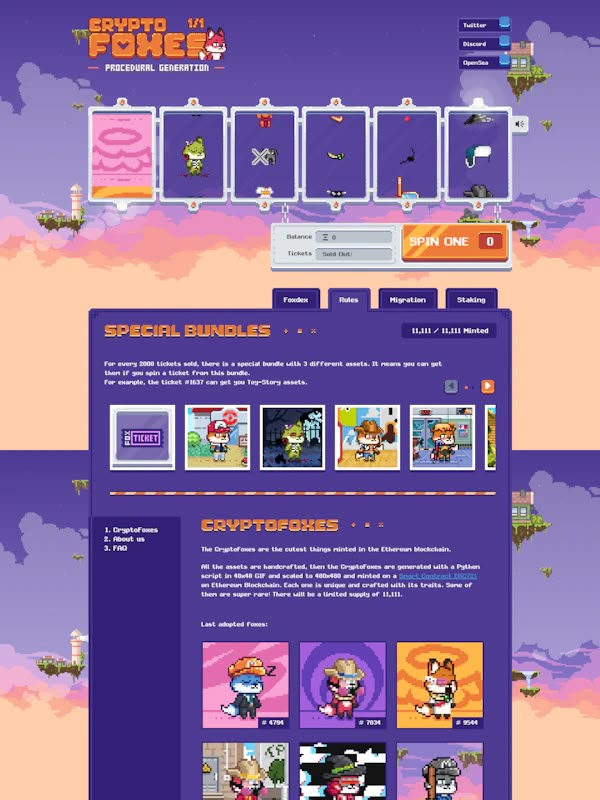 CRYPTO 1/1
FOXES
PROCEDURAL GENERATION
Twitter
Discord
OpenSea
Balance 0
Tickets Sold Out!
SPIN ONE 0
Foxdex Rules Migration Staking
SPECIAL BUNDLES
11,111 / 11,111 Minted
For every 2000 tickets sold, there is a special bundle with 3 different assets. It means you can get
them if you spin a ticket from this bundle.
For example, the ticket #1637 can get you Toy-Story assets.
FOX TICKET
1. CryptoFoxes
2. About us
3. FAQ
CRYPTOFOXES
The CryptoFoxes are the cutest things minted in the Ethereum blockchain.
All the assets are handcrafted, then the CryptoFoxes are generated with a Python
script in 48x48 GIF and scaled to 480x480 and minted on a Smart Contract ERC721
on Ethereum Blockchain. Each one is unique and crafted with its traits. Some of
them are super rare! There will be a limited supply of 11,111.
Last adopted foxes:
Z
# 4794
# 7834
# 9544